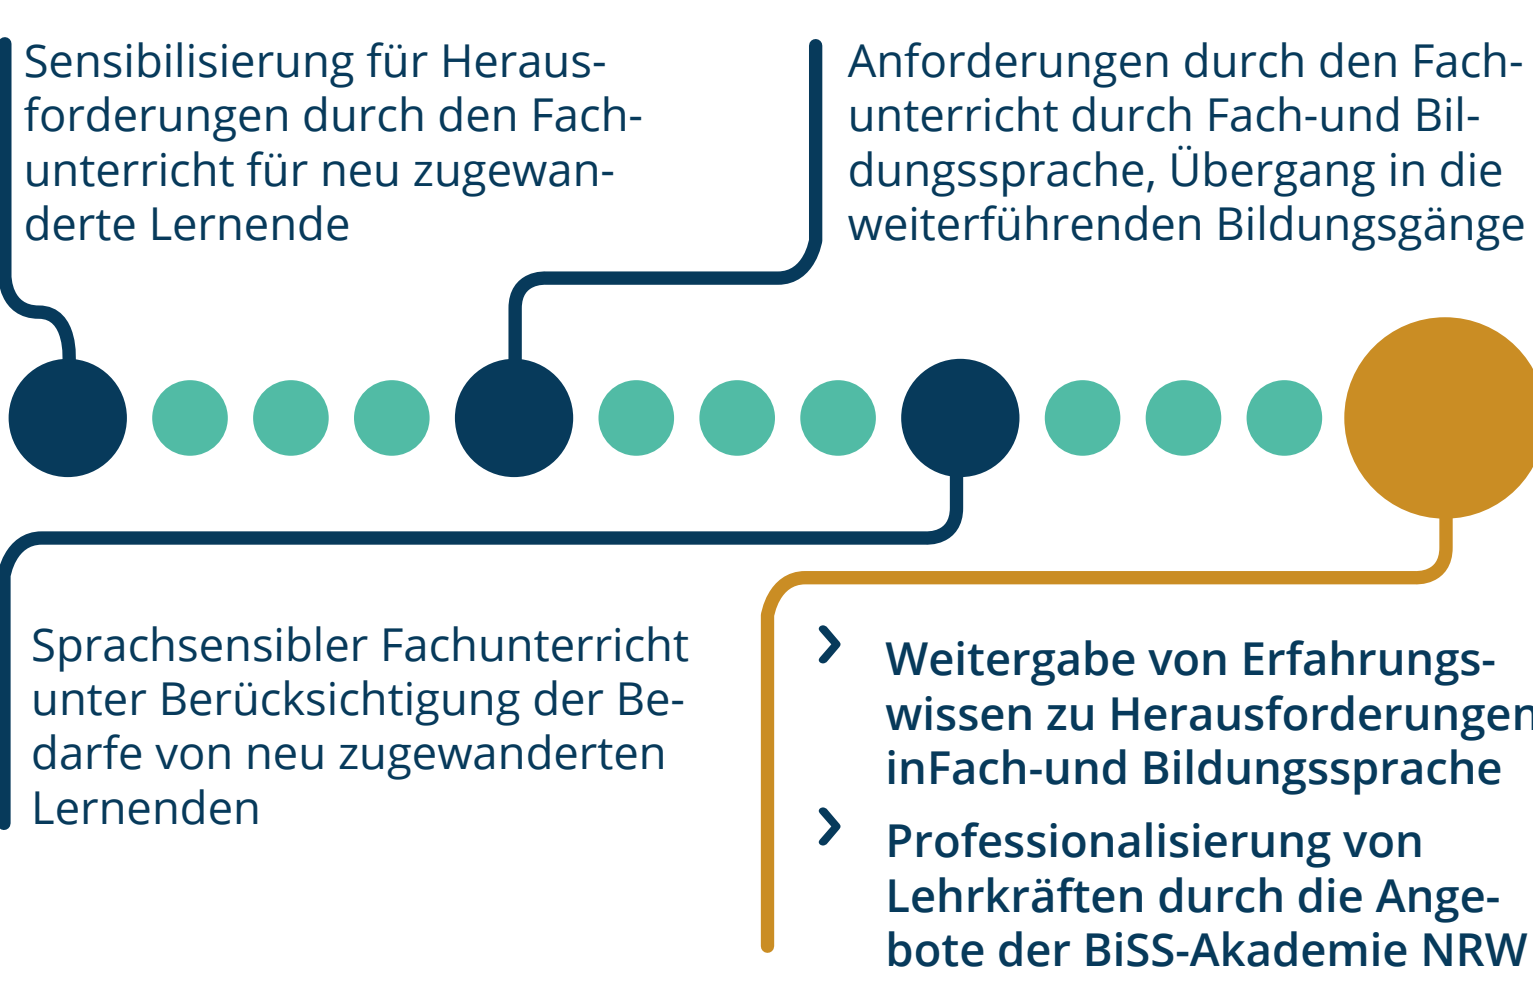 Sensibilisierung für Heraus-
forderungen durch den Fach-
unterricht für neu zugewan-
derte Lernende
Anforderungen durch den Fach-
unterricht durch Fach-und Bil-
dungssprache, Übergang in die
weiterführenden Bildungsgänge
Sprachsensibler Fachunterricht
unter Berücksichtigung der Be-
darfe von neu zugewanderten
Lernenden
Weitergabe von Erfahrungs-
wissen zu Herausforderungen
inFach-und Bildungssprache
Professionalisierung von
Lehrkräften durch die Ange-
bote der BiSS-Akademie NRW